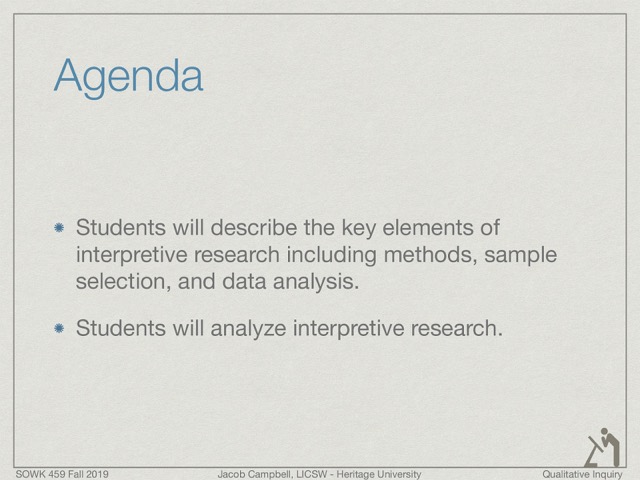 Agenda
Students will describe the key elements of
interpretive research including methods, sample
selection, and data analysis.
Students will analyze interpretive research.
SOWK 459 Fall 2019
Jacob Campbell, LICSW - Heritage University
Qualitative Inquiry